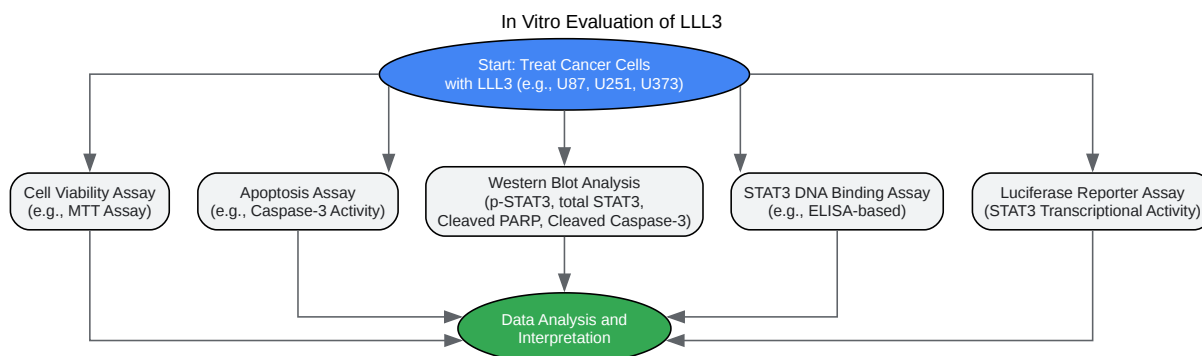 In Vitro Evaluation of LLL3
Start: Treat Cancer Cells
with LLL3 (e.g., U87, U251, U373)
Cell Viability Assay
(e.g., MTT Assay)
Apoptosis Assay
(e.g., Caspase-3 Activity)
Western Blot Analysis
(p-STAT3, total STAT3,
Cleaved PARP, Cleaved Caspase-3)
STAT3 DNA Binding Assay
(e.g., ELISA-based)
Luciferase Reporter Assay
(STAT3 Transcriptional Activity)
Data Analysis and
Interpretation